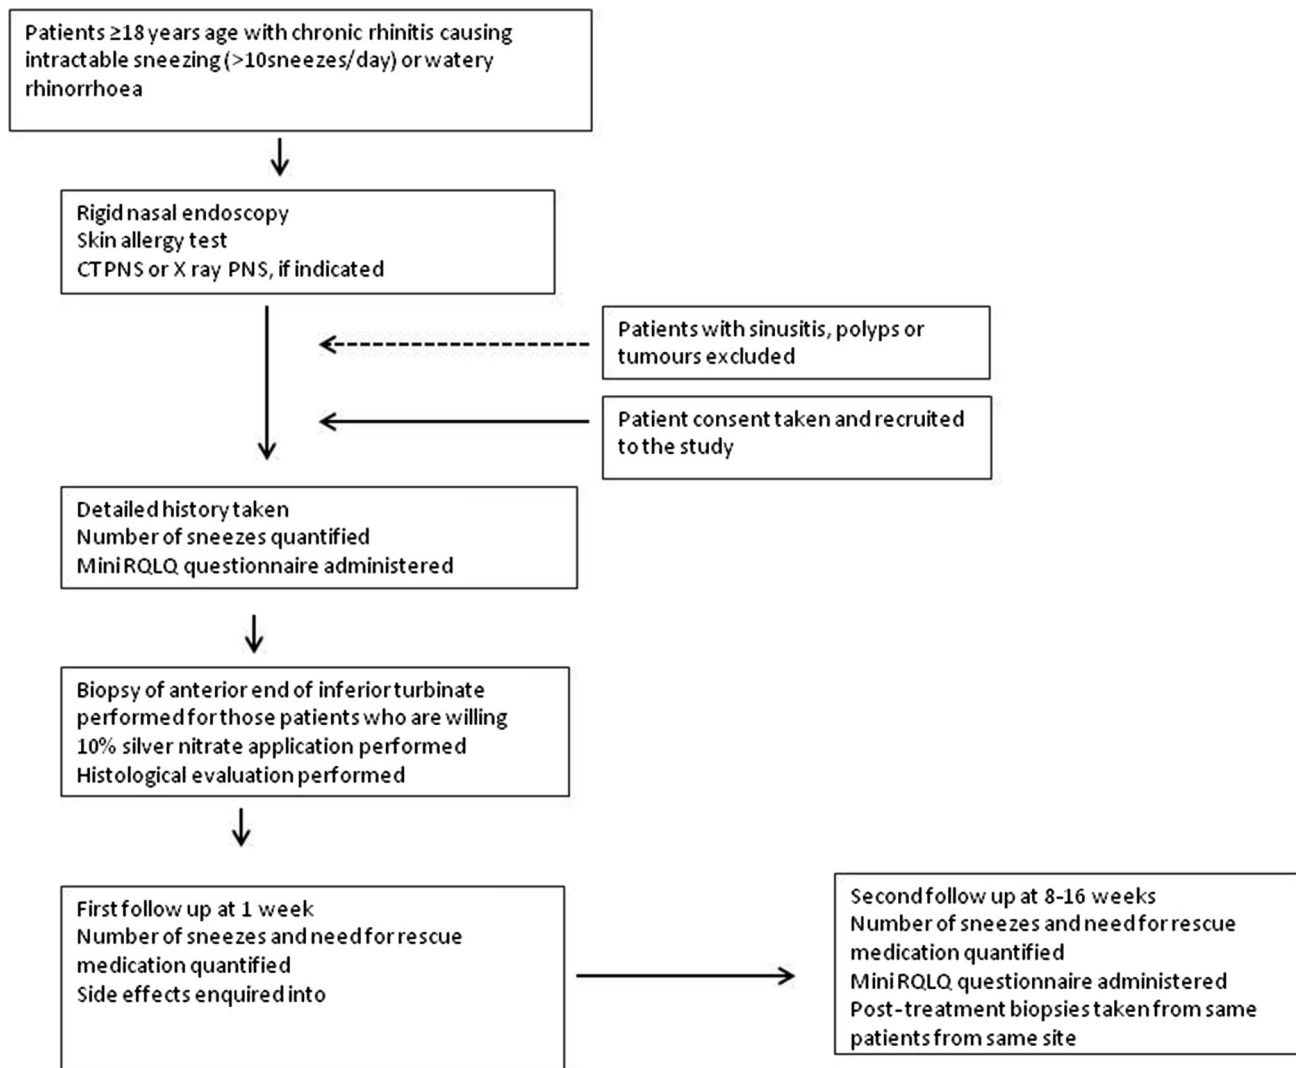 Patients ≥18 years age with chronic rhinitis causing
intractable sneezing (>10sneezes/day) or watery
rhinorrhoea
Rigid nasal endoscopy
Skin allergy test
CTPNS or X ray PNS, if indicated
Patients with sinusitis, polyps or
tumours excluded
Patient consent taken and recruited
to the study
Detailed history taken
Number of sneezes quantified
Mini RQLQ questionnaire administered
Biopsy of anterior end of inferior turbinate
performed for those patients who are willing
10% silver nitrate application performed
Histological evaluation performed
First follow up at 1 week
Number of sneezes and need for rescue
medication quantified
Side effects enquired into
Second follow up at 8-16 weeks
Number of sneezes and need for rescue
medication quantified
Mini RQLQ questionnaire administered
Post-treatment biopsies taken from same
patients from same site